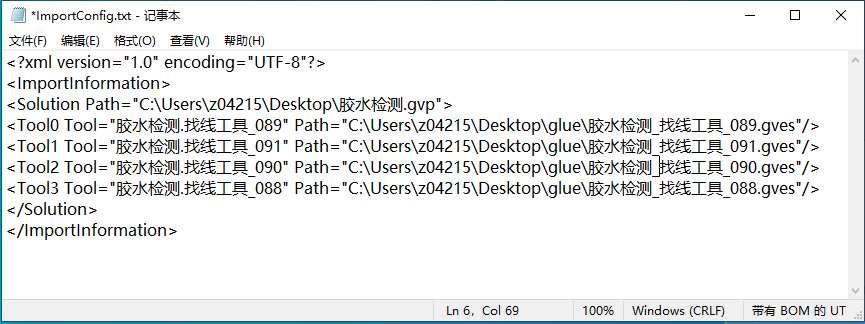 *ImportConfig.txt - 记事本
文件(F) 编辑(E) 格式(O) 查看(V) 帮助(H)
<?xml version="1.0" encoding="UTF-8"?>
<ImportInformation>
<Solution Path="C:\Users\z04215\Desktop\胶水检测.gvp">
<Tool0 Tool="胶水检测.找线工具_089" Path="C:\Users\z04215\Desktop\glue\胶水检测_找线工具_089.gves"/>
<Tool1 Tool="胶水检测.找线工具_091" Path="C:\Users\z04215\Desktop\glue\胶水检测_找线工具_091.gves"/>
<Tool2 Tool="胶水检测.找线工具_090" Path="C:\Users\z04215\Desktop\glue\胶水检测_找线工具_090.gves"/>
<Tool3 Tool="胶水检测.找线工具_088" Path="C:\Users\z04215\Desktop\glue\胶水检测_找线工具_088.gves"/>
</Solution>
</ImportInformation>
Ln 6，Col 69 100% Windows (CRLF) 带有 BOM 的 UT